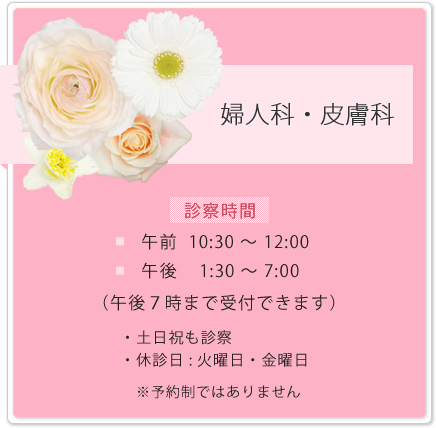 婦人科・皮膚科
診察時間
午前 10:30 ～ 12:00
午後 1:30 ～ 7:00
（午後７時まで受付できます）
・土日祝も診察
・休診日 : 火曜日・金曜日
※予約制ではありません